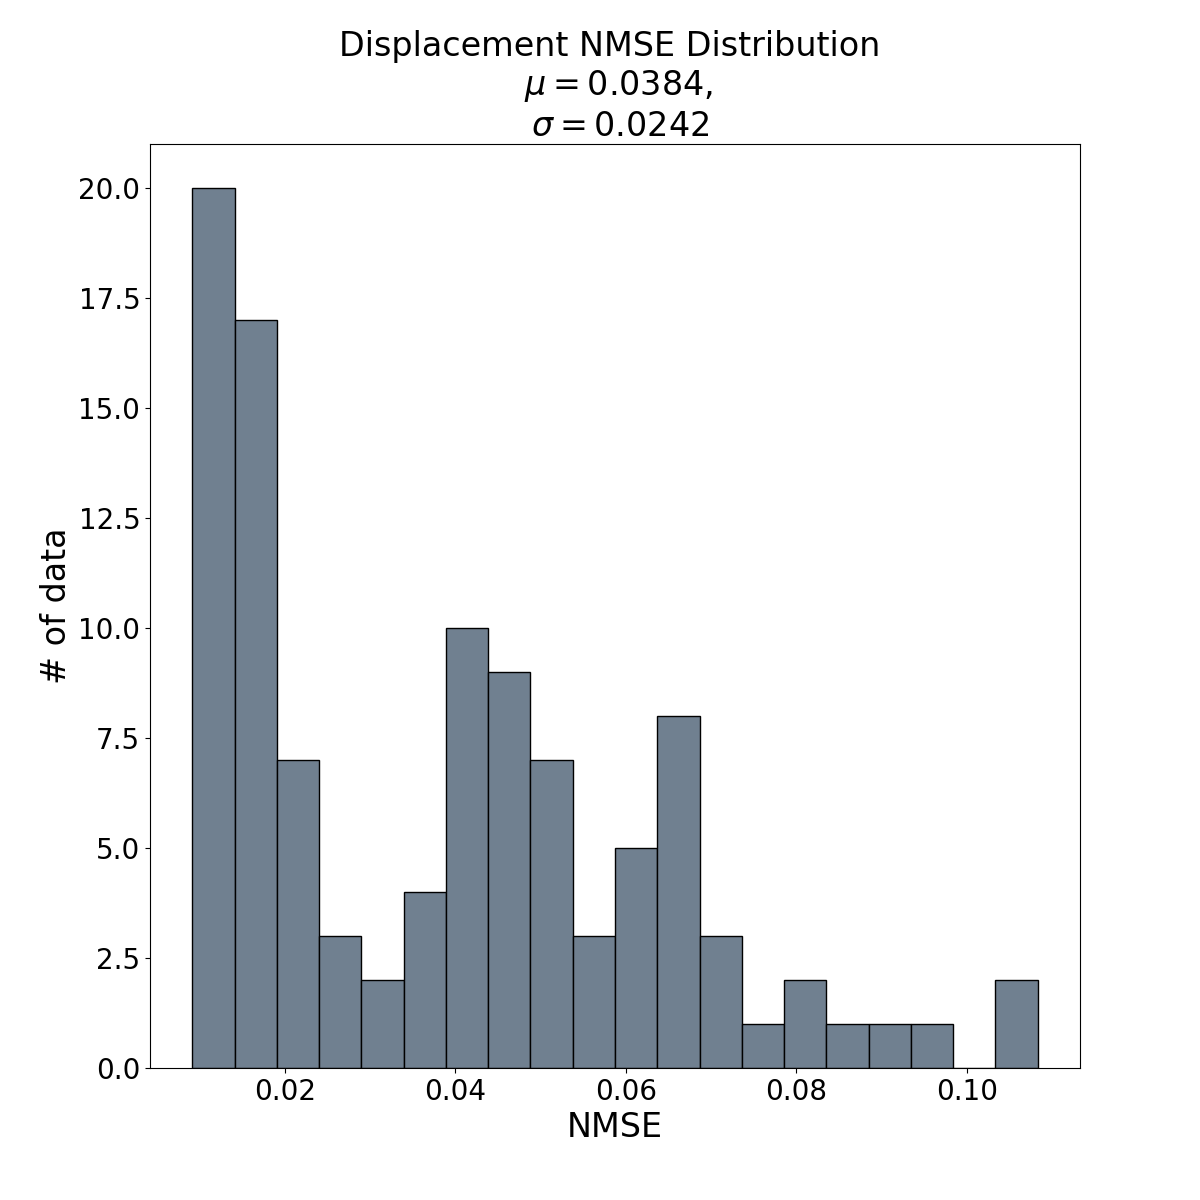 Displacement NMSE Distribution
μ = 0.0384,
σ = 0.0242
20.0
17.5
15.0
12.5
10.0
7.5
5.0
2.5
0.0
# of data
0.02 0.04 0.06 0.08 0.10
NMSE